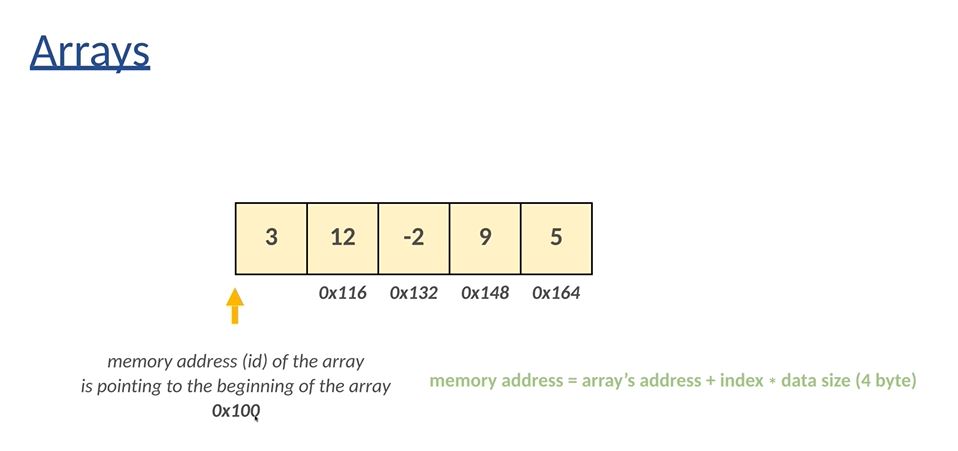 Arrays
3 12 -2 9 5
0x116 0x132 0x148 0x164
memory address (id) of the array
is pointing to the beginning of the array
0x100
memory address = array’s address + index * data size (4 byte)